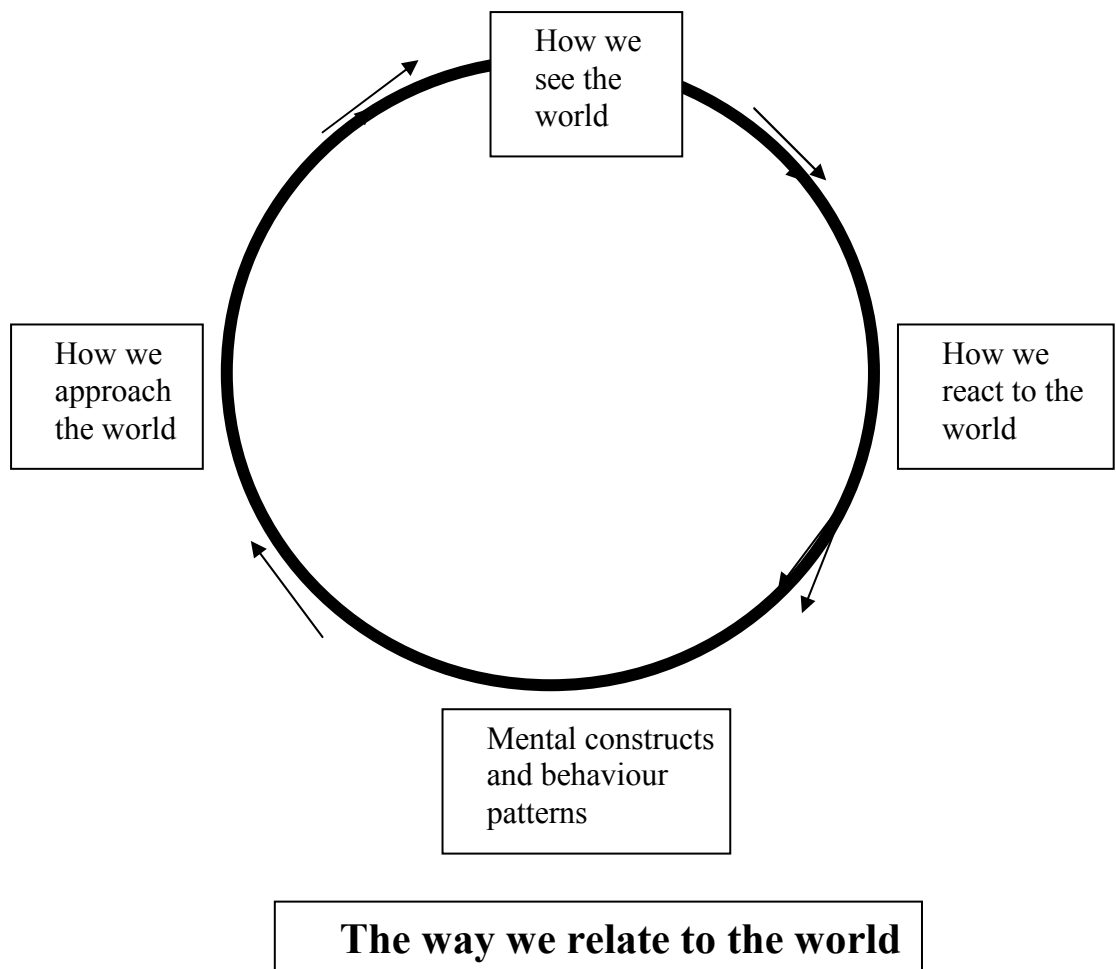 How we
see the
world
How we
approach
the world
How we
react to the
world
Mental constructs
and behaviour
patterns
The way we relate to the world